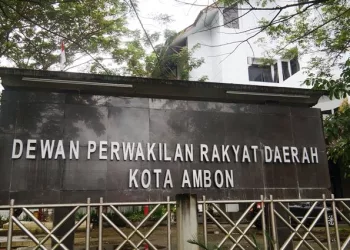 DEWAN PERWAKILAN RAKYAT DAERAH
KOTA AMBON